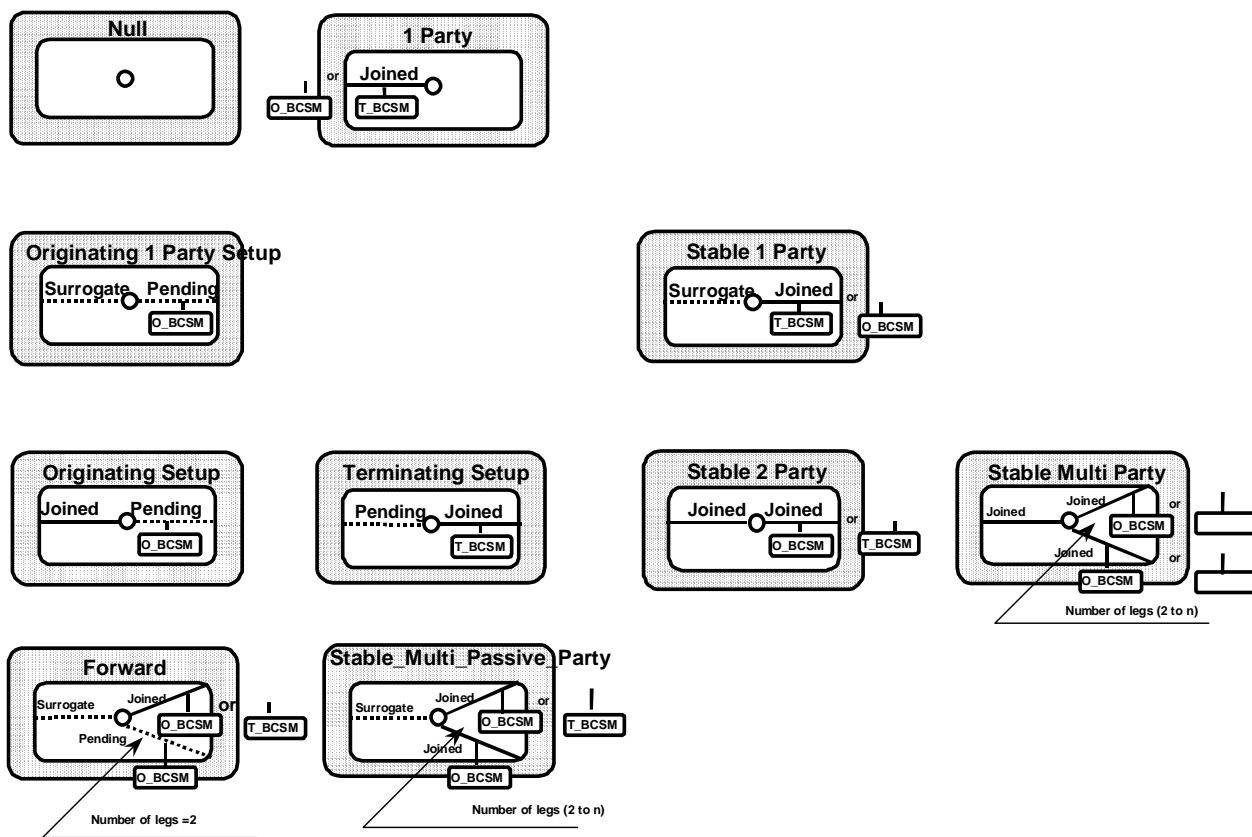 Null
1 Party
or
Joined
O_BCSM
T_BCSM
Originating 1 Party Setup
Surrogate
Pending
O_BCSM
Stable 1 Party
Surrogate
Joined
or
T_BCSM
O_BCSM
Originating Setup
Joined
Pending
O_BCSM
Terminating Setup
Pending
Joined
T_BCSM
Stable 2 Party
Joined
Joined
or
O_BCSM
T_BCSM
Stable Multi Party
Joined
Joined
or
O_BCSM
Joined
or
O_BCSM
Number of legs (2 to n)
Forward
Surrogate
Joined
or
O_BCSM
T_BCSM
Pending
O_BCSM
Number of legs =2
Stable_Multi_Passive_Party
Surrogate
Joined
or
O_BCSM
T_BCSM
Joined
O_BCSM
Number of legs (2 to n)